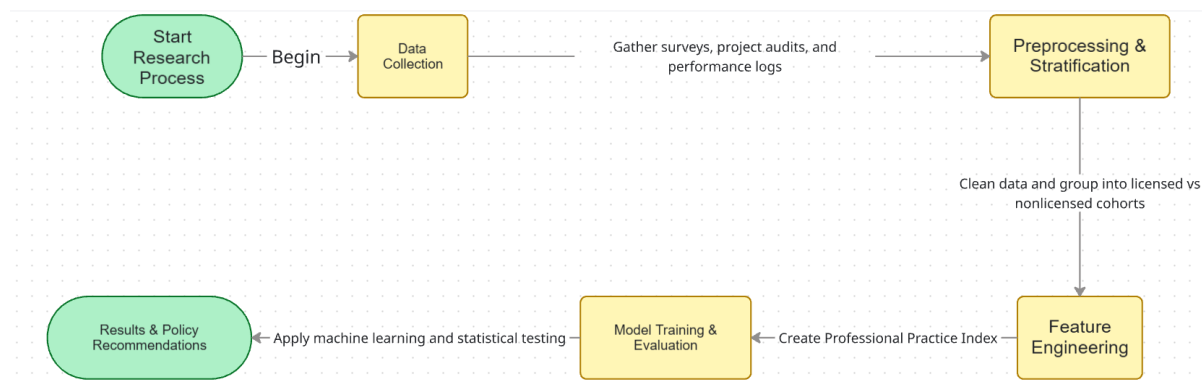 Start
Research
Process
Begin
Data
Collection
Gather surveys, project audits, and
performance logs
Preprocessing &
Stratification
Clean data and group into licensed vs
nonlicensed cohorts
Feature
Engineering
Create Professional Practice Index
Model Training &
Evaluation
Apply machine learning and statistical testing
Results & Policy
Recommendations